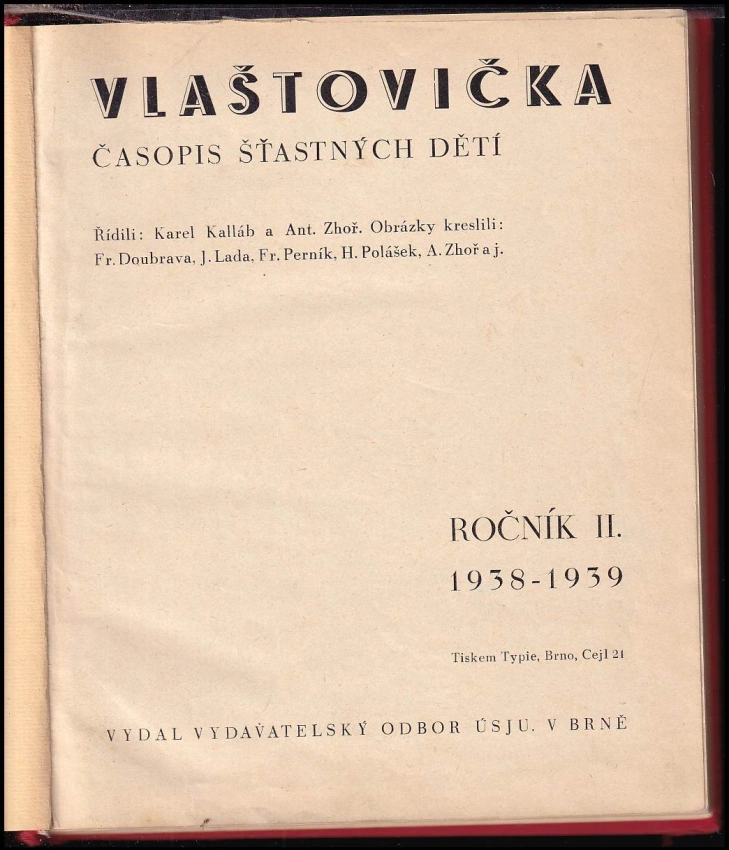 VLAŠTOVIČKA
ČASOPIS ŠŤASTNÝCH DĚTÍ
Řídili: Karel Kalláb a Ant. Zhoř. Obrázky kreslili:
Fr. Doubrava, J. Lada, Fr. Perník, H. Polášek, A. Zhoř a j.
ROČNÍK II.
1938-1939
Tiskem Typie, Brno, Cejl 24
VYDAL VYDAVATELSKÝ ODBOR ÚSJU. V BRNĚ